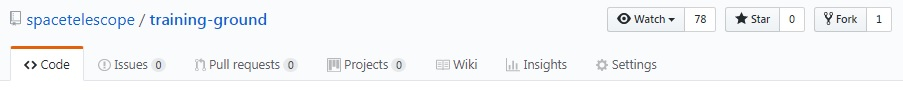 spacetelescope / training-ground Watch 78 Star 0 Fork 1
Code Issues 0 Pull requests 0 Projects 0 Wiki Insights Settings